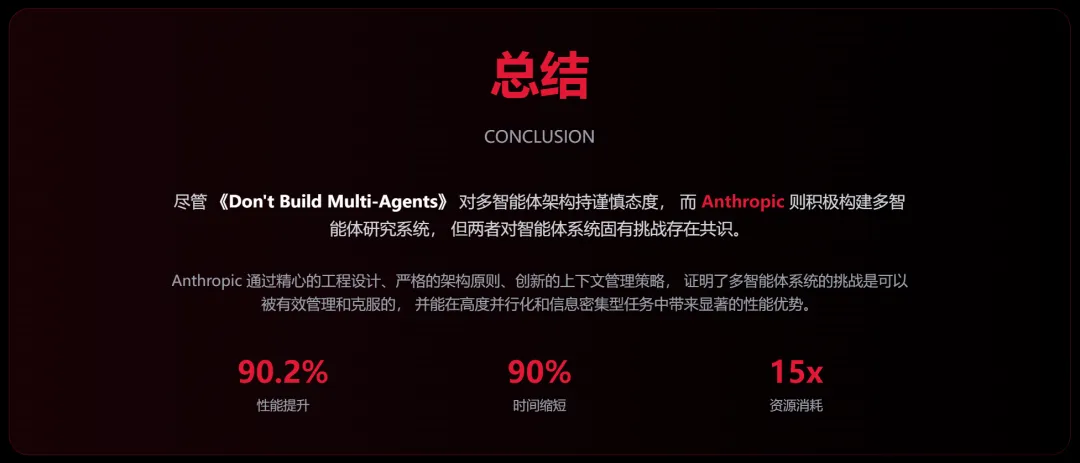 总结
CONCLUSION
尽管 《Don't Build Multi-Agents》 对多智能体架构持谨慎态度， 而 Anthropic 则积极构建多智
能体研究系统， 但两者对智能体系统固有挑战存在共识。
Anthropic 通过精心的工程设计、严格的架构原则、创新的上下文管理策略， 证明了多智能体系统的挑战是可以
被有效管理和克服的， 并能在高度并行化和信息密集型任务中带来显著的性能优势。
90.2% 90% 15x
性能提升 时间缩短 资源消耗